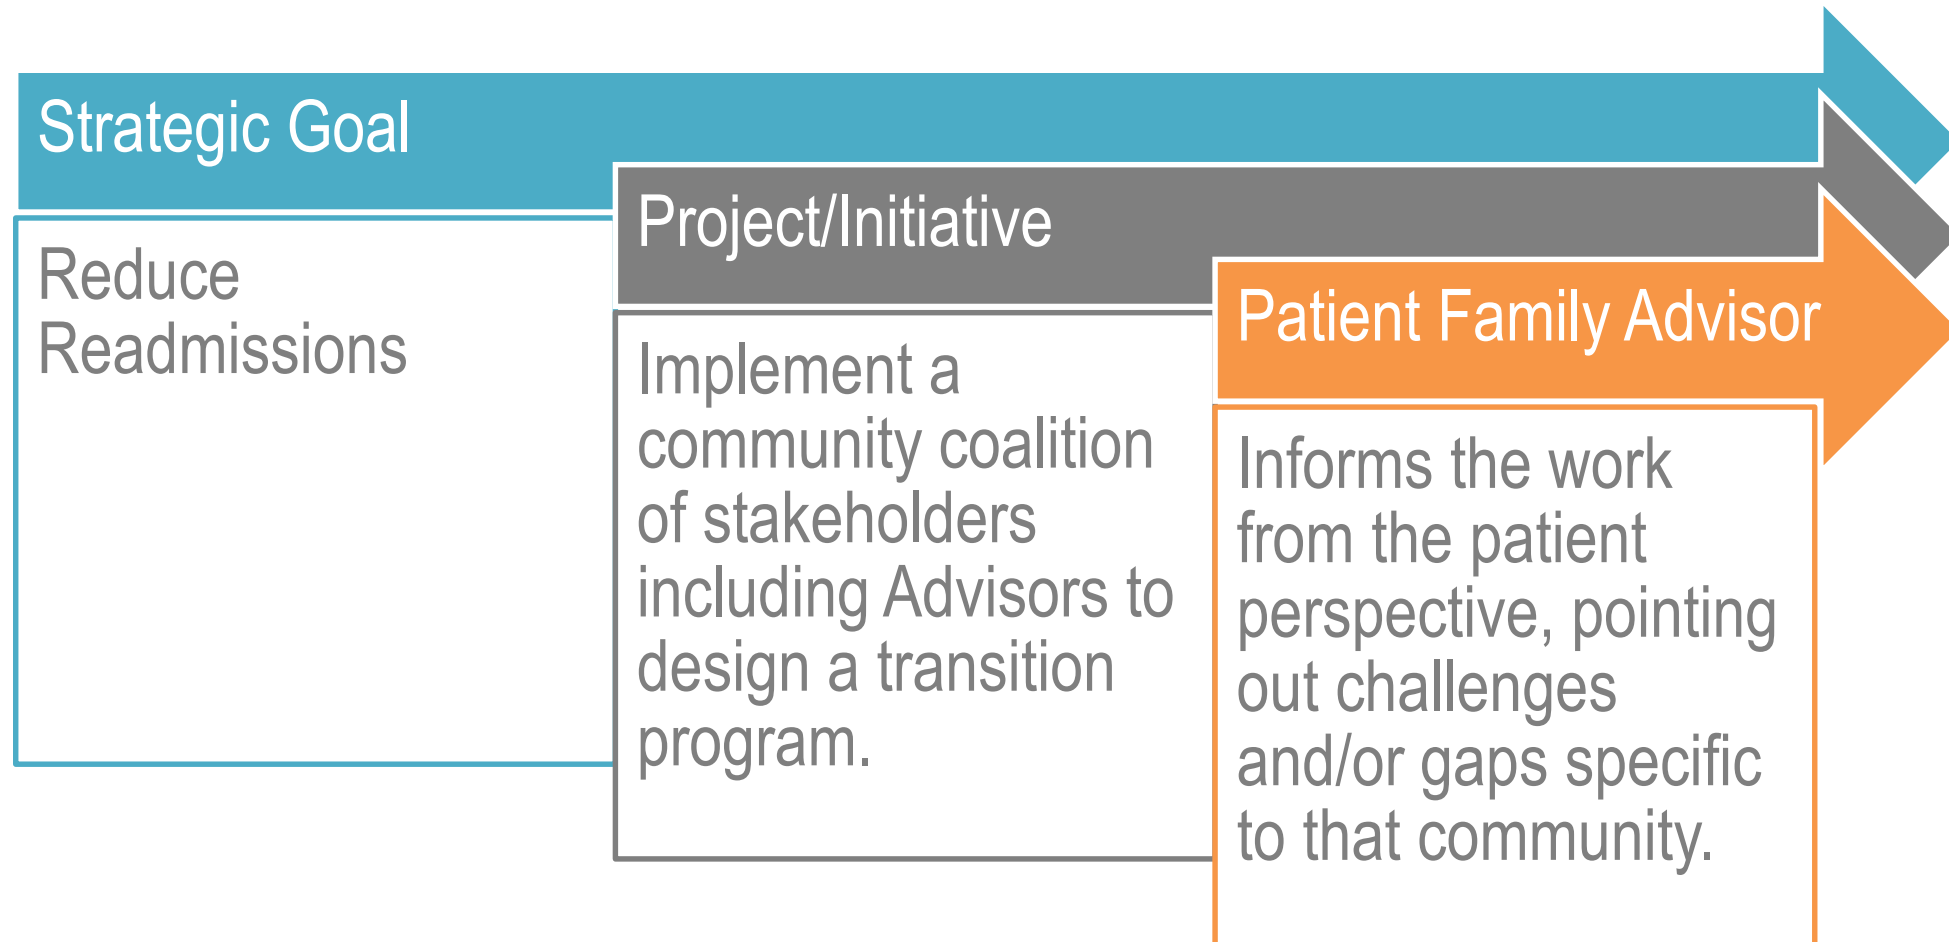 Strategic Goal
Reduce
Readmissions
Project/Initiative
Implement a
community coalition
of stakeholders
including Advisors to
design a transition
program.
Patient Family Advisor
Informs the work
from the patient
perspective, pointing
out challenges
and/or gaps specific
to that community.